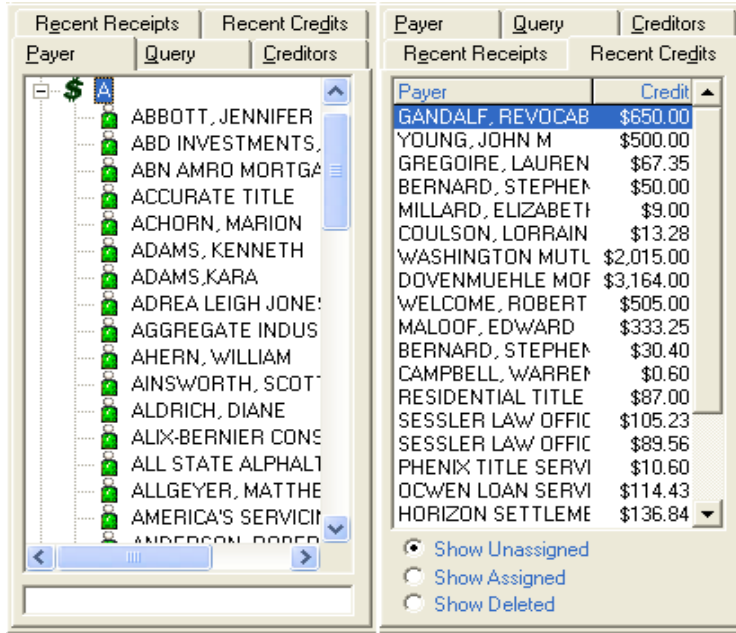 Recent Receipts Recent Credits
Payer Query Creditors
$ A
ABBOTT, JENNIFER
ABD INVESTMENTS,
ABN AMRO MORTGA
ACCURATE TITLE
ACHORN, MARION
ADAMS, KENNETH
ADAMS,KARA
ADREA LEIGH JONES
AGGREGATE INDUS
AHERN, WILLIAM
AINSWORTH, SCOTT
ALDRICH, DIANE
ALIX-BERNIER CONS
ALL STATE ALPHALT
ALLGEYER, MATTHE
AMERICA'S SERVICIN
ANDERSON, ROBER
Payer Query Creditors
Recent Receipts Recent Credits
Payer Credit
GANDALF, REVOCAB $650.00
YOUNG, JOHN M $500.00
GREGOIRE, LAUREN $67.35
BERNARD, STEPHEN $50.00
MILLARD, ELIZABETH $9.00
COULSON, LORRAIN $13.28
WASHINGTON MUTU $2,015.00
DOVENMUEHLE MOR $3,164.00
WELCOME, ROBERT $505.00
MALOOF, EDWARD $333.25
BERNARD, STEPHEN $30.40
CAMPBELL, WARREN $0.60
RESIDENTIAL TITLE $87.00
SESSLER LAW OFFIC $105.23
SESSLER LAW OFFIC $89.56
PHENIX TITLE SERVI $10.60
OCWEN LOAN SERVI $114.43
HORIZON SETTLEME $136.84
Show Unassigned
Show Assigned
Show Deleted